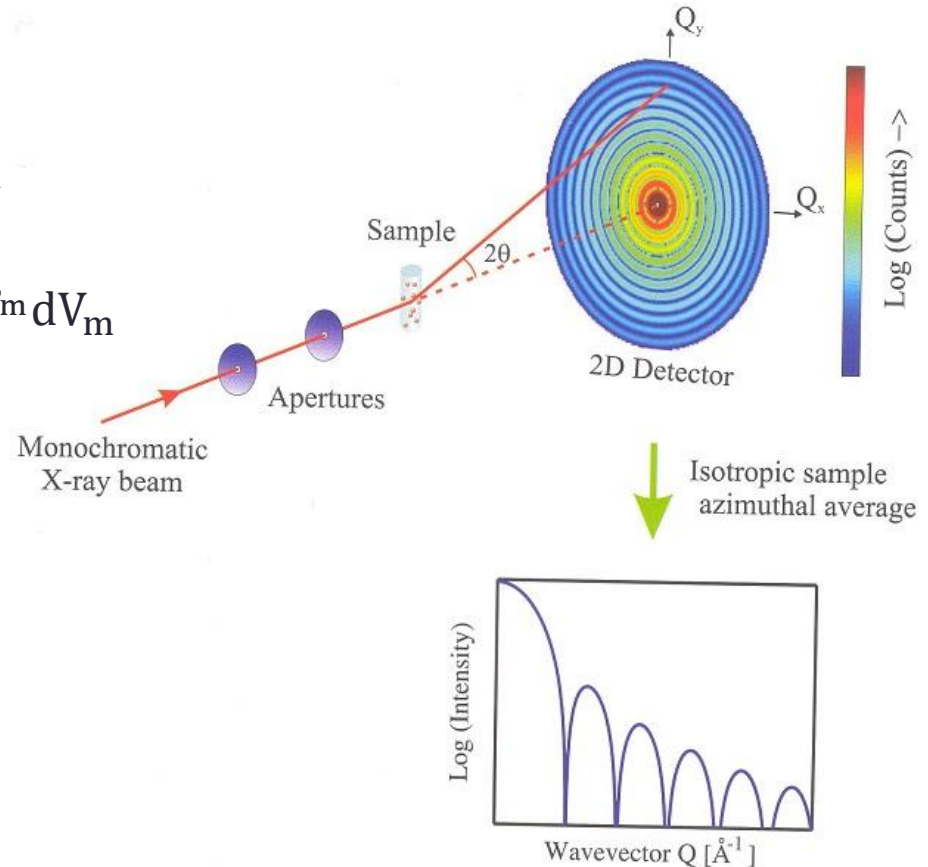 Q_y
Log (Counts) –>
Q_x
Sample
2θ
m dV_m
2D Detector
Apertures
Monochromatic
X-ray beam
Isotropic sample
azimuthal average
Log (Intensity)
Wavevector Q [Å⁻¹]